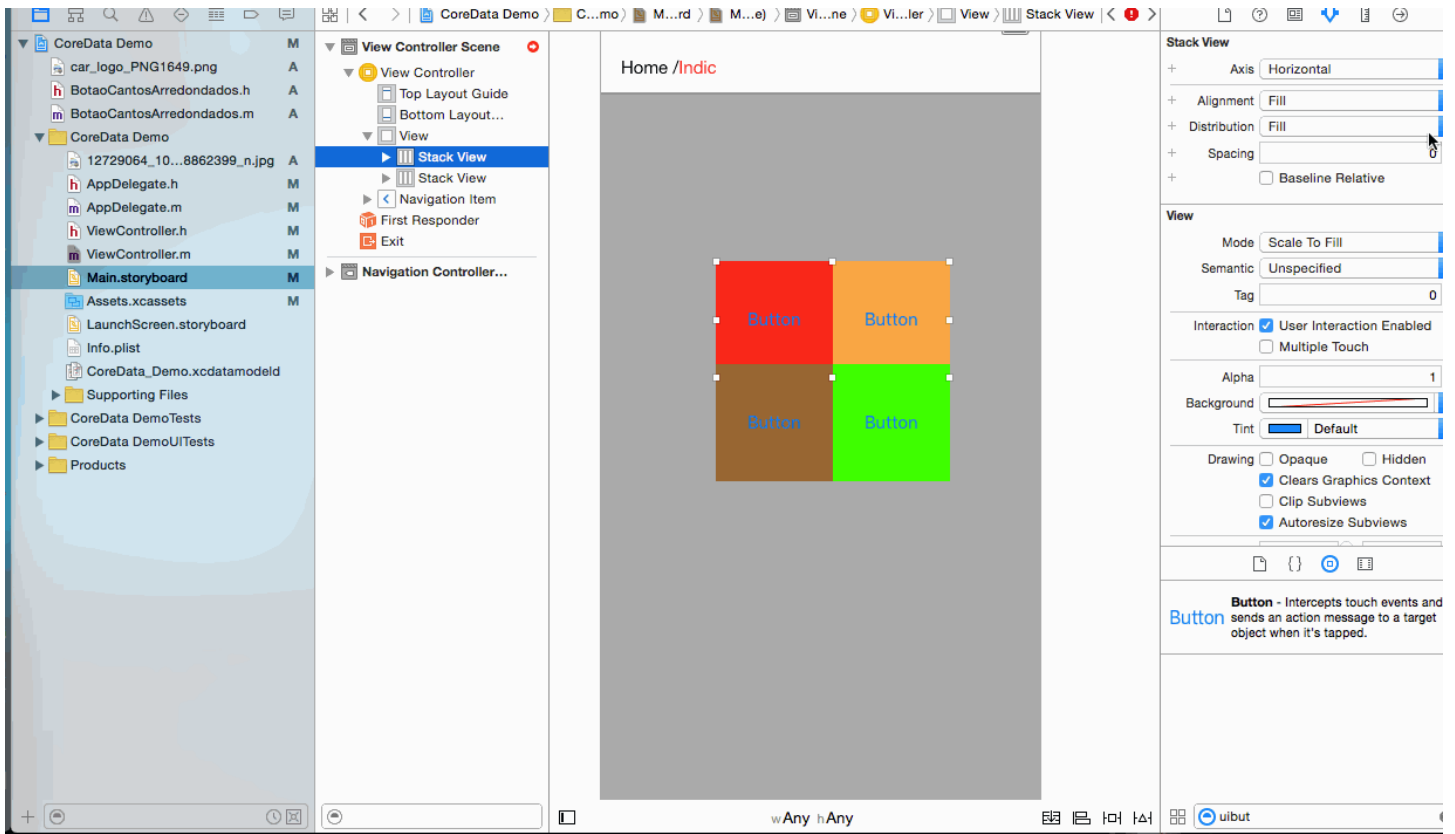 CoreData Demo C...mo) M...rd M...e) Vi...ne Vi...ler View Stack View
CoreData Demo M
car_logo_PNG1649.png A
BotaoCantosArredondados.h A
BotaoCantosArredondados.m A
CoreData Demo
12729064_10...8862399_n.jpg A
AppDelegate.h M
AppDelegate.m M
ViewController.h M
ViewController.m M
Main.storyboard M
Assets.xcassets M
LaunchScreen.storyboard
Info.plist
CoreData_Demo.xcdatamodeld
Supporting Files
CoreData DemoTests
CoreData DemoUITests
Products
View Controller Scene
View Controller
Top Layout Guide
Bottom Layout...
View
Stack View
Stack View
Navigation Item
First Responder
Exit
Navigation Controller...
Home /Indic
Button Button
Button Button
wAny hAny
Stack View
Axis Horizontal
Alignment Fill
Distribution Fill
Spacing 0
Baseline Relative
View
Mode Scale To Fill
Semantic Unspecified
Tag 0
Interaction User Interaction Enabled
Multiple Touch
Alpha 1
Background
Tint Default
Drawing Opaque Hidden
Clears Graphics Context
Clip Subviews
Autoresize Subviews
Button Button - Intercepts touch events and
sends an action message to a target
object when it's tapped.
uibut